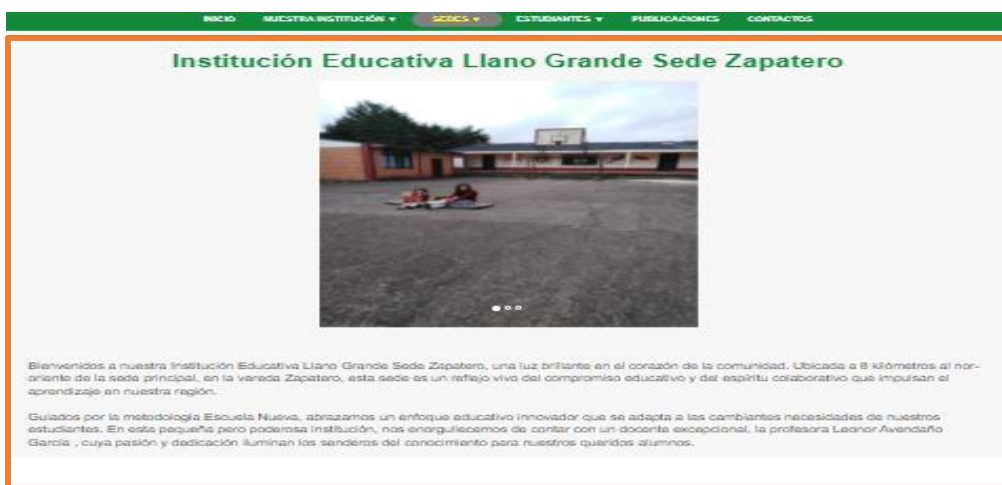 INICIO NUESTRA INSTITUCIÓN ▾ SEDES ▾ ESTUDIANTES ▾ PUBLICACIONES CONTACTOS
Institución Educativa Llano Grande Sede Zapatero
Bienvenidos a nuestra Institución Educativa Llano Grande Sede Zapatero, una luz brillante en el corazón de la comunidad. Ubicada a 8 kilómetros al nor-
oriente de la sede principal, en la vereda Zapatero, esta sede es un reflejo vivo del compromiso educativo y del espíritu colaborativo que impulsan el
aprendizaje en nuestra región.
Guiados por la metodología Escuela Nueva, abrazamos un enfoque educativo innovador que se adapta a las cambiantes necesidades de nuestros
estudiantes. En esta pequeña pero poderosa institución, nos enorgullecemos de contar con un docente excepcional, la profesora Leonor Avendaño
García , cuya pasión y dedicación iluminan los senderos del conocimiento para nuestros queridos alumnos.